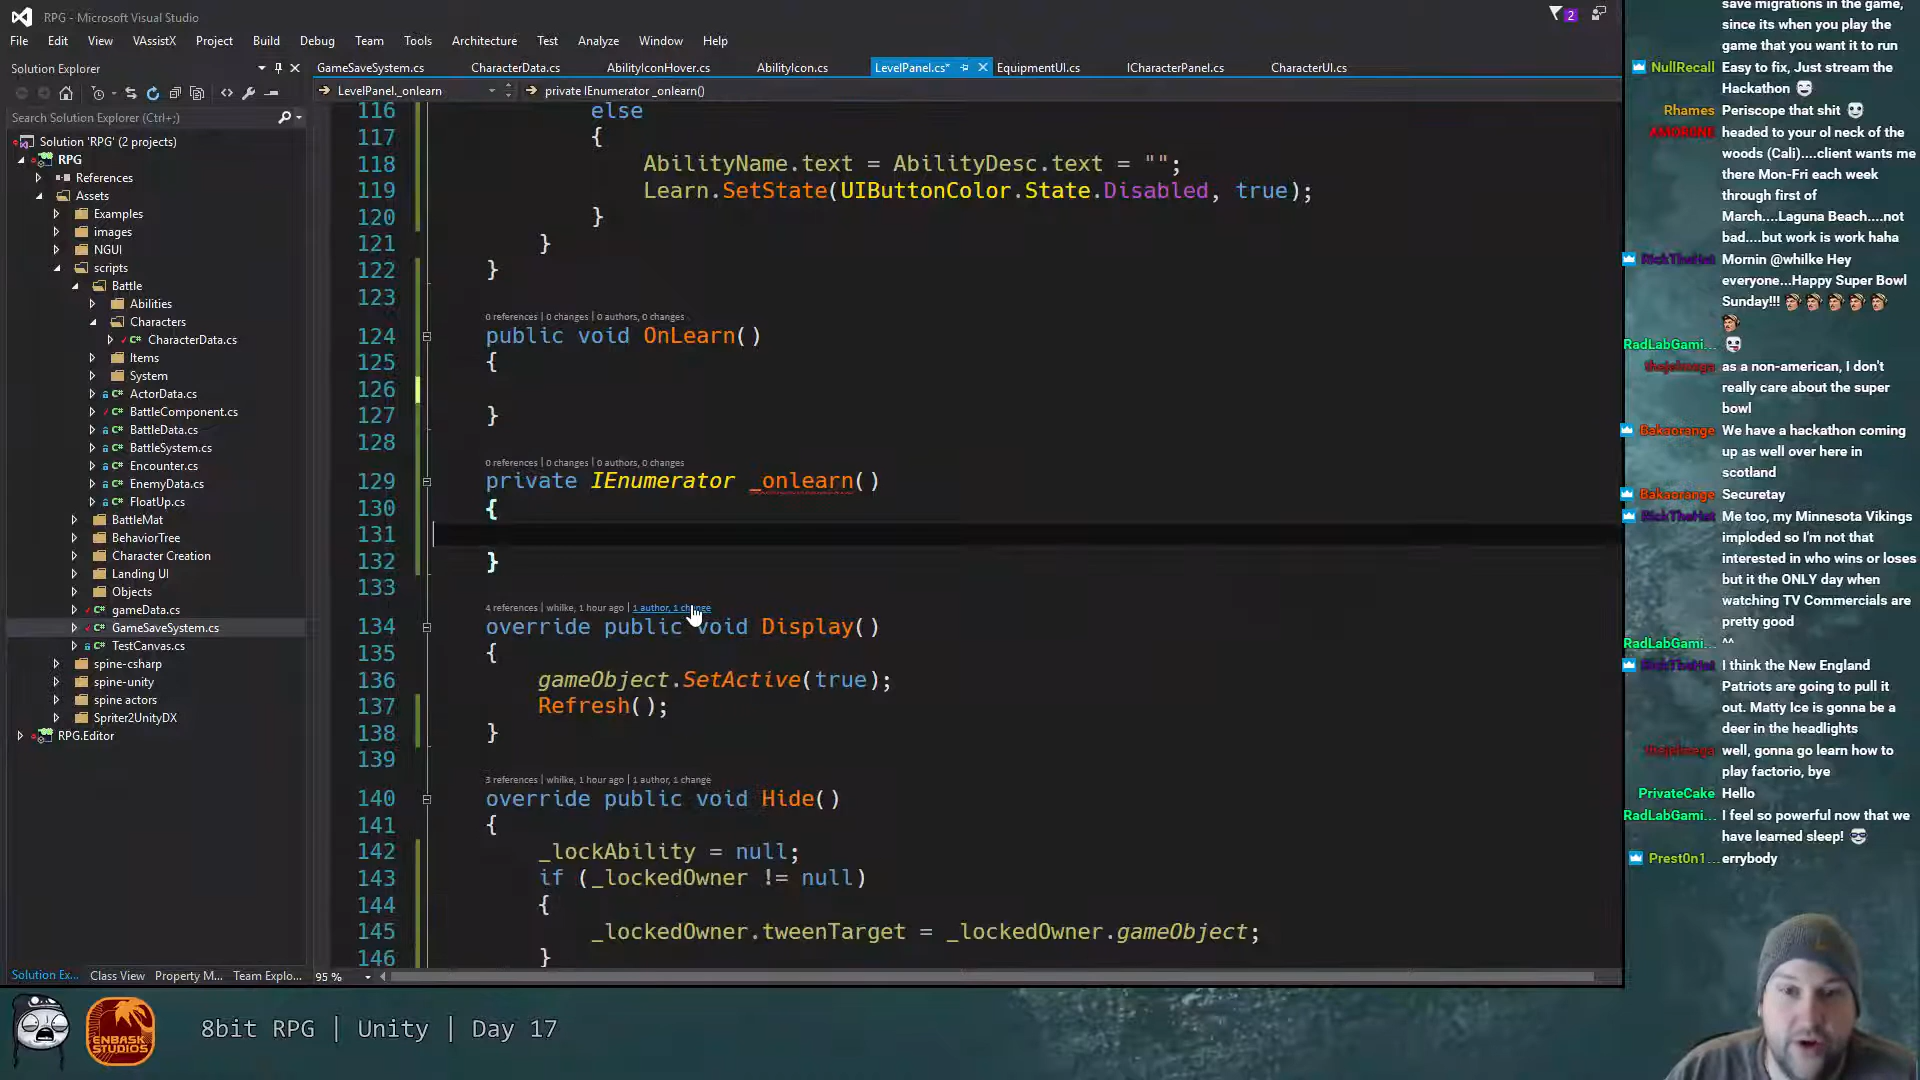 RPG - Microsoft Visual Studio
2
File Edit View VAssistX Project Build Debug Team Tools Architecture Test Analyze Window Help
Solution Explorer
Search Solution Explorer (Ctrl+;)
Solution 'RPG' (2 projects)
RPG
References
Assets
Examples
images
NGUI
scripts
Battle
Abilities
Characters
CharacterData.cs
Items
System
ActorData.cs
BattleComponent.cs
BattleData.cs
BattleSystem.cs
Encounter.cs
EnemyData.cs
FloatUp.cs
BattleMat
BehaviorTree
Character Creation
Landing UI
Objects
gameData.cs
GameSaveSystem.cs
TestCanvas.cs
spine-csharp
spine-unity
spine actors
Spriter2UnityDX
RPG.Editor
Solution Ex... Class View Property M... Team Explo...
GameSaveSystem.cs CharacterData.cs AbilityIconHover.cs AbilityIcon.cs LevelPanel.cs* EquipmentUI.cs ICharacterPanel.cs CharacterUI.cs
LevelPanel._onlearn private IEnumerator _onlearn()
116 else
117 {
118 AbilityName.text = AbilityDesc.text = "";
119 Learn.SetState(UIButtonColor.State.Disabled, true);
120 }
121 }
122 }
123
0 references | 0 changes | 0 authors, 0 changes
124 public void OnLearn()
125 {
126
127 }
128
0 references | 0 changes | 0 authors, 0 changes
129 private IEnumerator _onlearn()
130 {
131
132 }
133
4 references | whilke, 1 hour ago | 1 author, 1 change
134 override public void Display()
135 {
136 gameObject.SetActive(true);
137 Refresh();
138 }
139
3 references | whilke, 1 hour ago | 1 author, 1 change
140 override public void Hide()
141 {
142 _lockAbility = null;
143 if (_lockedOwner != null)
144 {
145 _lockedOwner.tweenTarget = _lockedOwner.gameObject;
146 }
95 %
save migrations in the game,
since its when you play the
game that you want it to run
NullRecall Easy to fix, Just stream the
Hackathon
Rhames Periscope that shit
AMORGNE headed to your ol neck of the
woods (Cali)....client wants me
there Mon-Fri each week
through first of
March....Laguna Beach....not
bad....but work is work haha
RickTheHat Mornin @whilke Hey
everyone...Happy Super Bowl
Sunday!!!
RadLabGami...
as a non-american, I don't
really care about the super
bowl
Bakaorange We have a hackathon coming
up as well over here in
scotland
Bakaorange Securetay
RickTheHat Me too, my Minnesota Vikings
imploded so I'm not that
interested in who wins or loses
but it the ONLY day when
watching TV Commercials are
pretty good
RadLabGami... ^^
RickTheHat I think the New England
Patriots are going to pull it
out. Matty Ice is gonna be a
deer in the headlights
well, gonna go learn how to
play factorio, bye
PrivateCake Hello
RadLabGami... I feel so powerful now that we
have learned sleep!
Prest0n1... errybody
ENBASK
STUDIOS
8bit RPG | Unity | Day 17